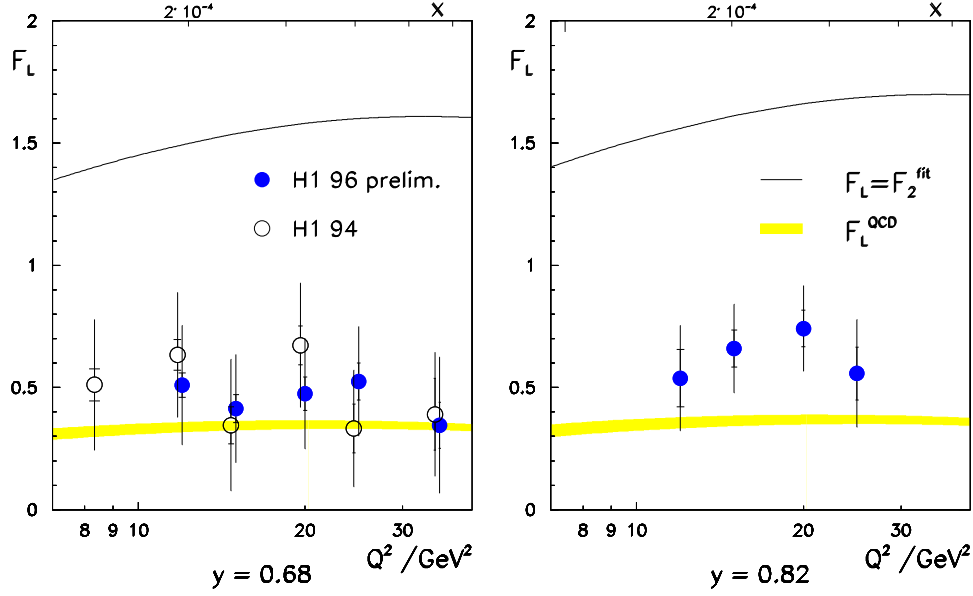 2· 10⁻⁴ x
2
F_L
1.5
H1 96 prelim.
H1 94
1
0.5
0
8 9 10 20 30
Q² /GeV²
y = 0.68
2· 10⁻⁴ x
2
F_L
1.5
F_L=F_2^fit
F_L^QCD
1
0.5
0
8 9 10 20 30
Q² /GeV²
y = 0.82